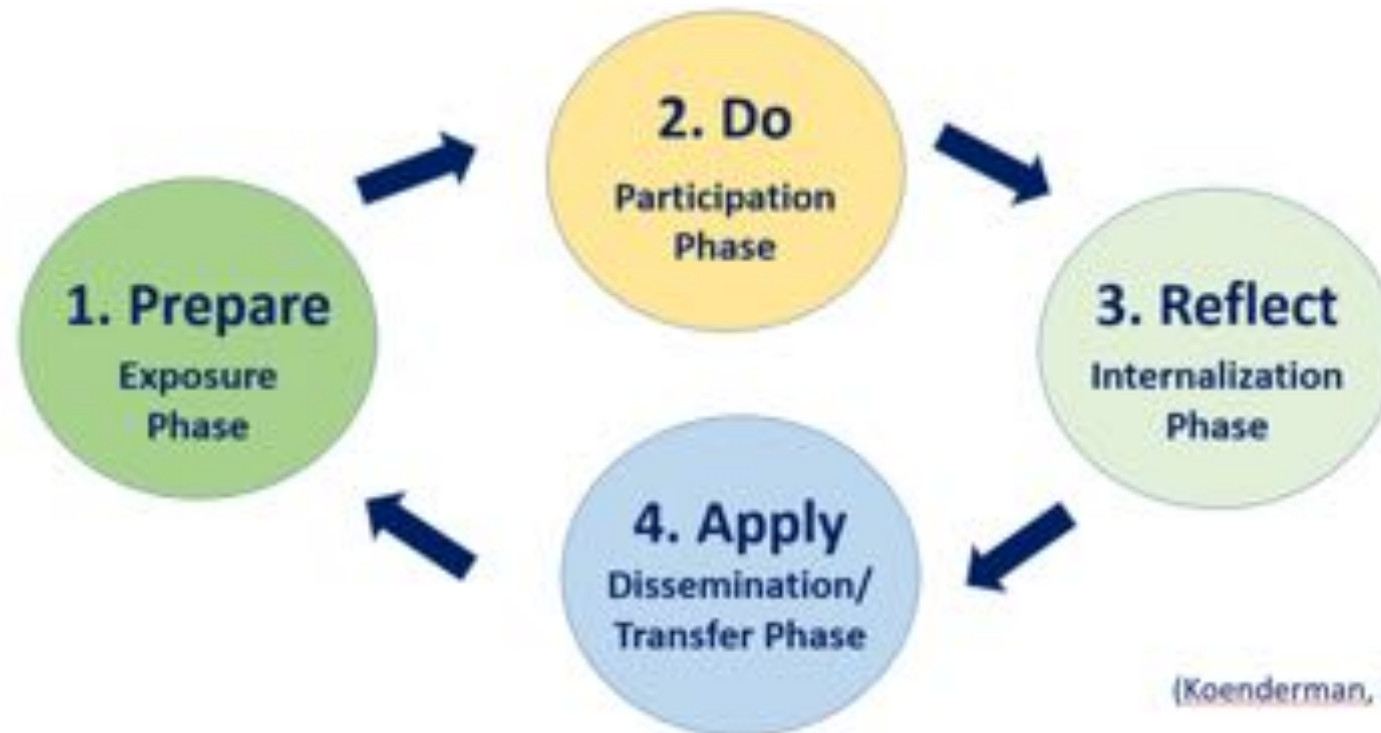 1. Prepare
Exposure
Phase
2. Do
Participation
Phase
3. Reflect
Internalization
Phase
4. Apply
Dissemination/
Transfer Phase
(Koenderman,